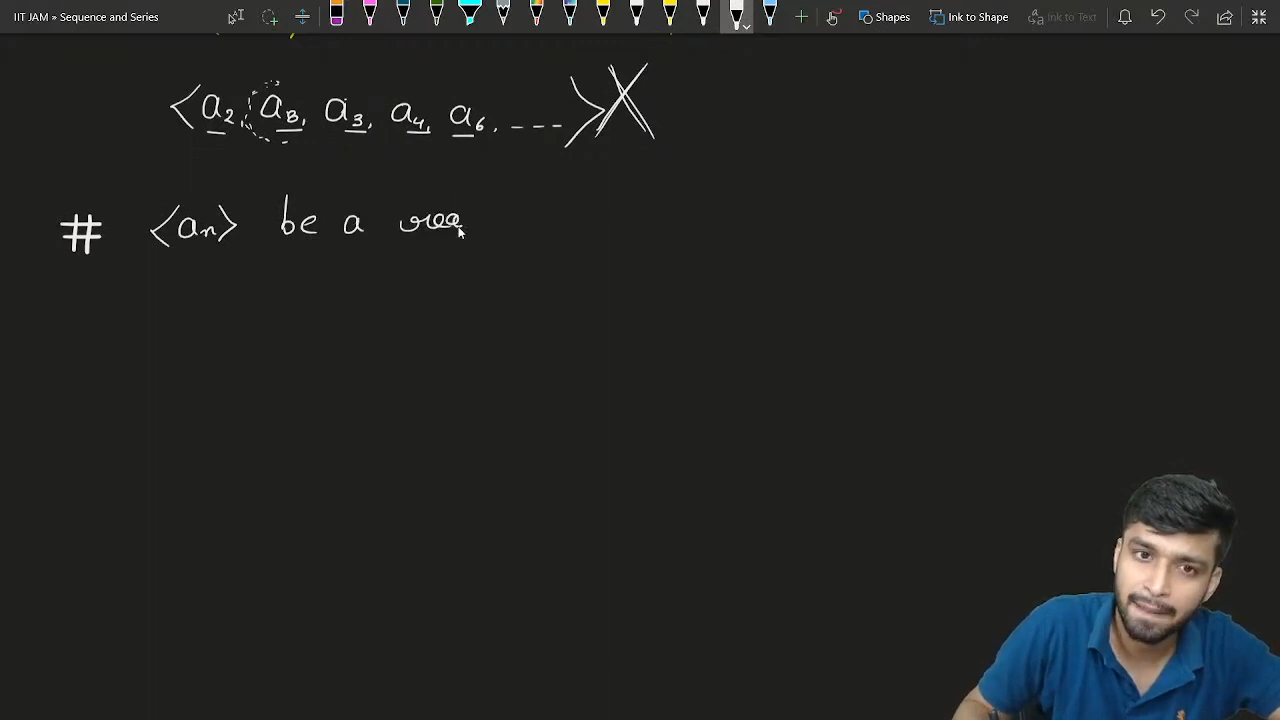 IIT JAM » Sequence and Series
Shapes
Ink to Shape
Ink to Text
<a₂, a₈, a₃, a₄, a₆, ----> X
# <aₙ> be a rea